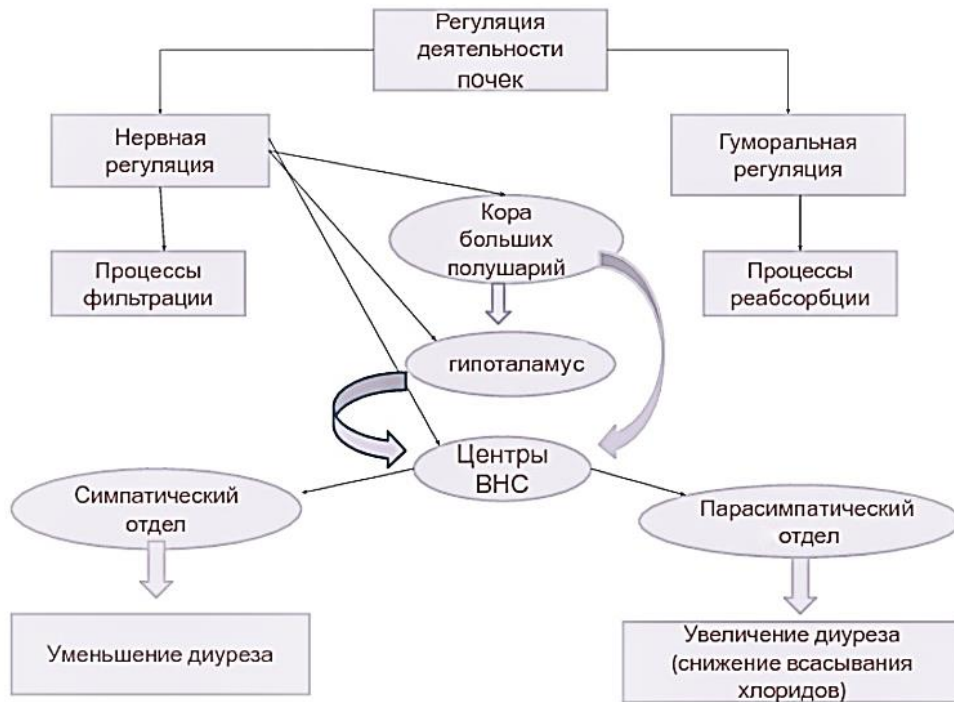 Регуляция
деятельности
почек
Нервная
регуляция
Гуморальная
регуляция
Кора
больших
полушарий
Процессы
фильтрации
Процессы
реабсорбции
гипоталамус
Центры
ВНС
Симпатический
отдел
Парасимпатический
отдел
Уменьшение диуреза
Увеличение диуреза
(снижение всасывания
хлоридов)